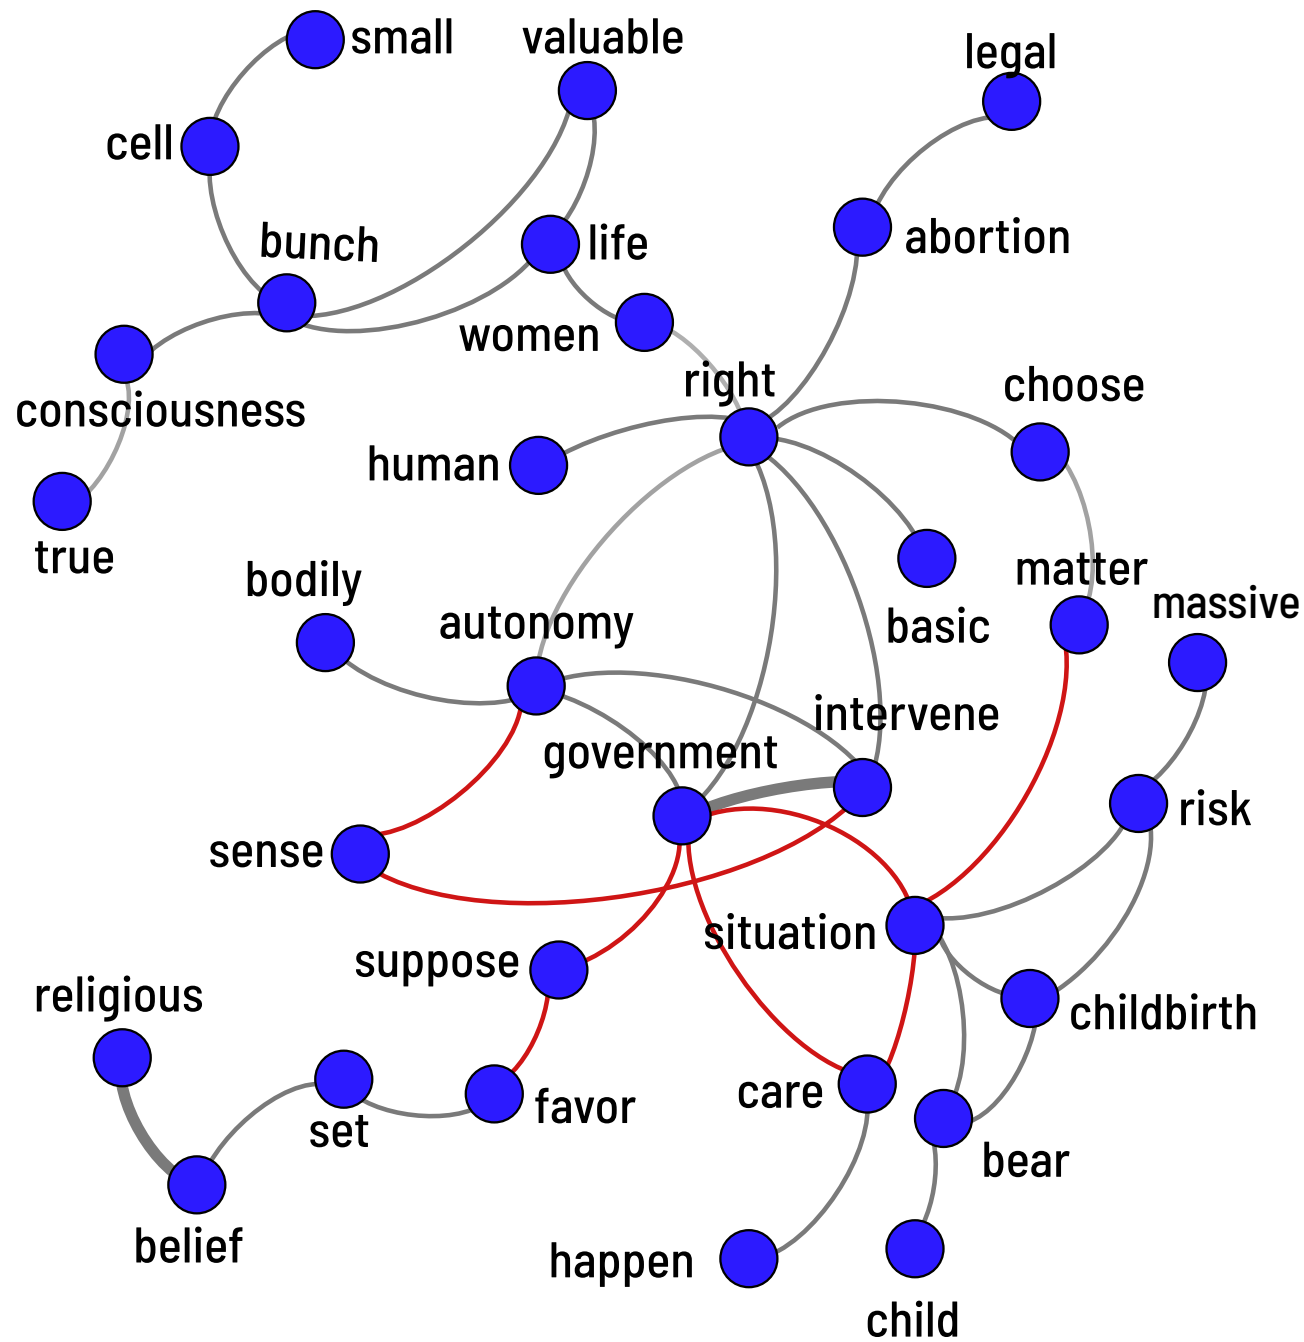 small
valuable
legal
cell
bunch
life
abortion
women
right
choose
consciousness
human
true
matter
bodily
massive
autonomy
basic
intervene
government
risk
sense
situation
suppose
religious
childbirth
care
favor
set
bear
belief
happen
child